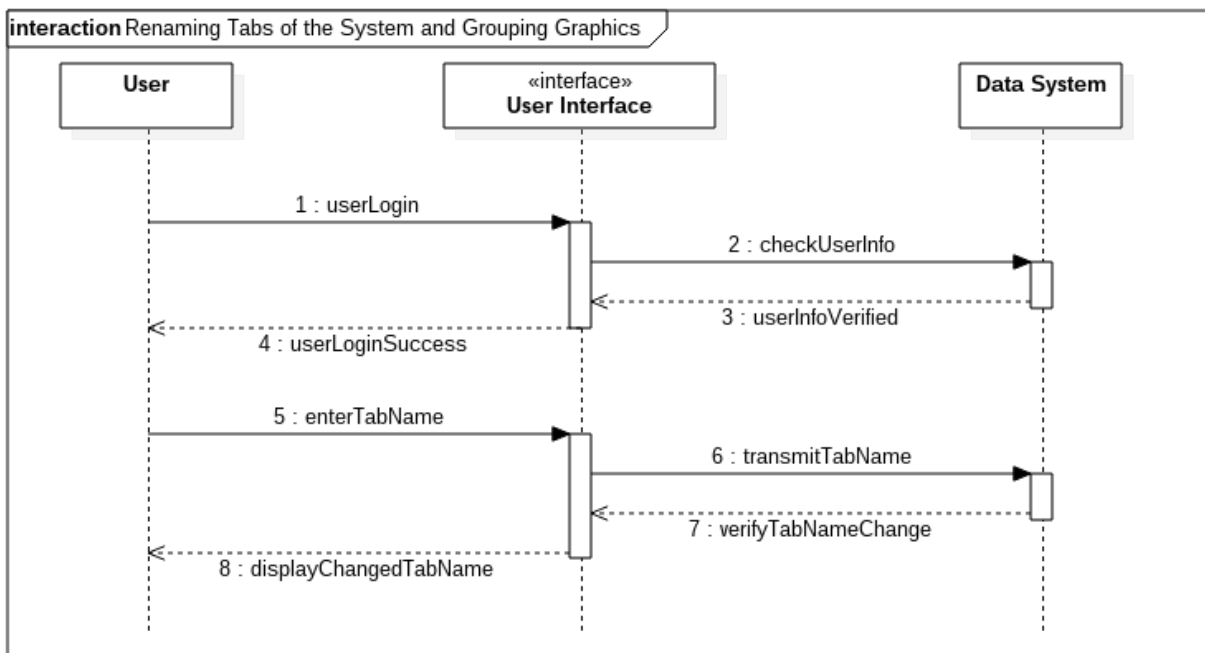 interaction Renaming Tabs of the System and Grouping Graphics
User
«interface»
User Interface
Data System
1 : userLogin
2 : checkUserInfo
3 : userInfoVerified
4 : userLoginSuccess
5 : enterTabName
6 : transmitTabName
7 : verifyTabNameChange
8 : displayChangedTabName